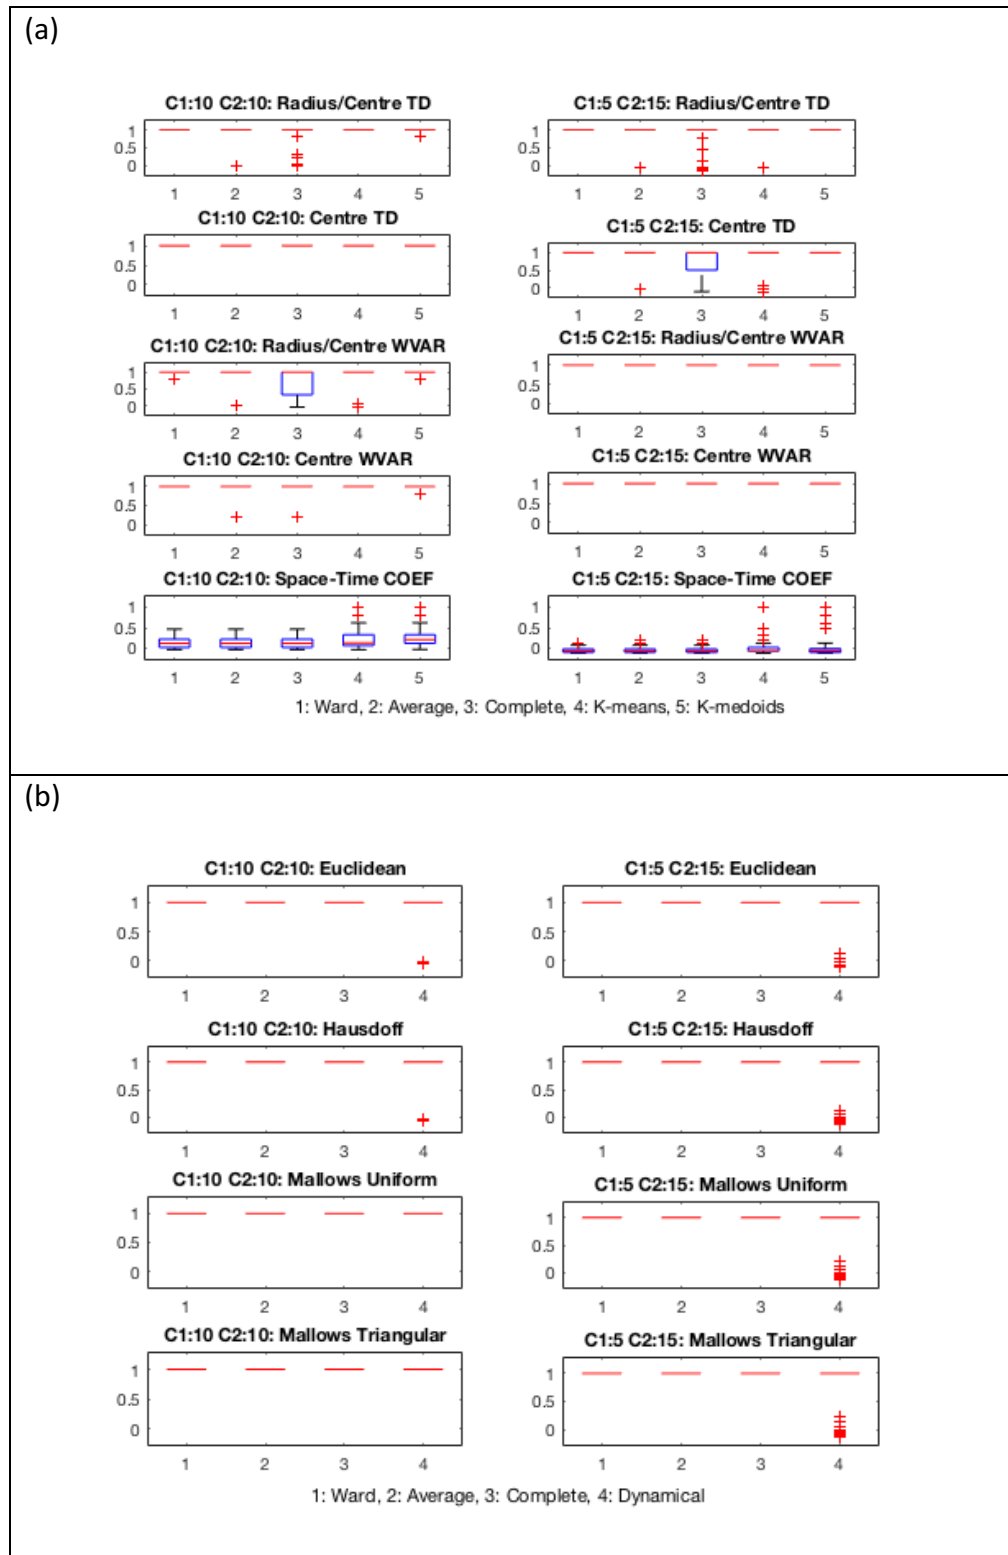 (a)
C1:10 C2:10: Radius/Centre TD
1
0.5
0
1 2 3 4 5
C1:5 C2:15: Radius/Centre TD
1
0.5
0
1 2 3 4 5
C1:10 C2:10: Centre TD
1
0.5
0
1 2 3 4 5
C1:5 C2:15: Centre TD
1
0.5
0
1 2 3 4 5
C1:10 C2:10: Radius/Centre WVAR
1
0.5
0
1 2 3 4 5
C1:5 C2:15: Radius/Centre WVAR
1
0.5
0
1 2 3 4 5
C1:10 C2:10: Centre WVAR
1
0.5
0
1 2 3 4 5
C1:5 C2:15: Centre WVAR
1
0.5
0
1 2 3 4 5
C1:10 C2:10: Space-Time COEF
1
0.5
0
1 2 3 4 5
C1:5 C2:15: Space-Time COEF
1
0.5
0
1 2 3 4 5
1: Ward, 2: Average, 3: Complete, 4: K-means, 5: K-medoids
(b)
C1:10 C2:10: Euclidean
1
0.5
0
1 2 3 4
C1:5 C2:15: Euclidean
1
0.5
0
1 2 3 4
C1:10 C2:10: Hausdoff
1
0.5
0
1 2 3 4
C1:5 C2:15: Hausdoff
1
0.5
0
1 2 3 4
C1:10 C2:10: Mallows Uniform
1
0.5
0
1 2 3 4
C1:5 C2:15: Mallows Uniform
1
0.5
0
1 2 3 4
C1:10 C2:10: Mallows Triangular
1
0.5
0
1 2 3 4
C1:5 C2:15: Mallows Triangular
1
0.5
0
1 2 3 4
1: Ward, 2: Average, 3: Complete, 4: Dynamical